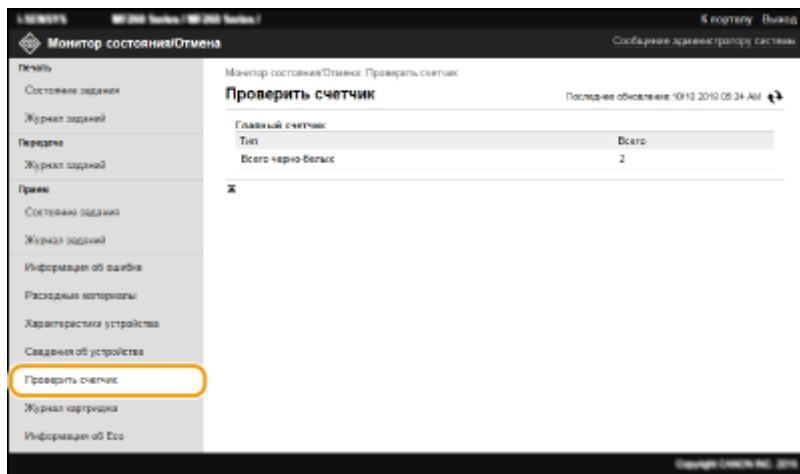 К порталу Выход
Монитор состояния/Отмена
Сообщение администратору системы
Печать
Состояние задания
Журнал заданий
Передача
Журнал заданий
Прием
Состояние задания
Журнал заданий
Информация об ошибке
Расходные материалы
Характеристики устройства
Сведения об устройстве
Проверить счетчик
Журнал картриджа
Информация об Eco
Монитор состояния/Отмена: Проверить счетчик
Проверить счетчик
Последнее обновление 10/10 2019 05:24 AM
Главный счетчик
Тип Всего
Всего черно-белых 2
Copyright CANON INC.